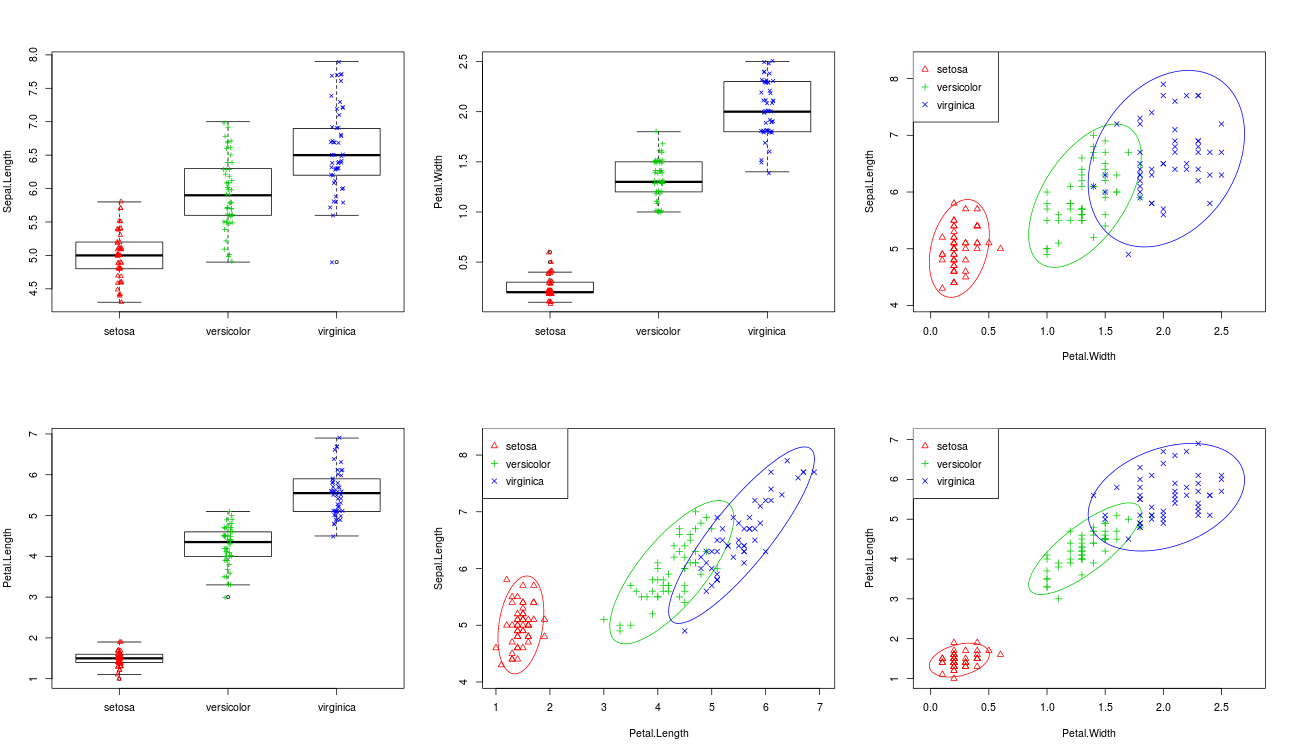 Sepal.Length
8.0
7.5
7.0
6.5
6.0
5.5
5.0
4.5
setosa versicolor virginica
Petal.Width
2.5
2.0
1.5
1.0
0.5
setosa versicolor virginica
setosa
versicolor
virginica
Sepal.Length
8
7
6
5
4
0.0 0.5 1.0 1.5 2.0 2.5
Petal.Width
Petal.Length
7
6
5
4
3
2
1
setosa versicolor virginica
setosa
versicolor
virginica
Sepal.Length
8
7
6
5
4
1 2 3 4 5 6 7
Petal.Length
setosa
versicolor
virginica
Petal.Length
7
6
5
4
3
2
1
0.0 0.5 1.0 1.5 2.0 2.5
Petal.Width